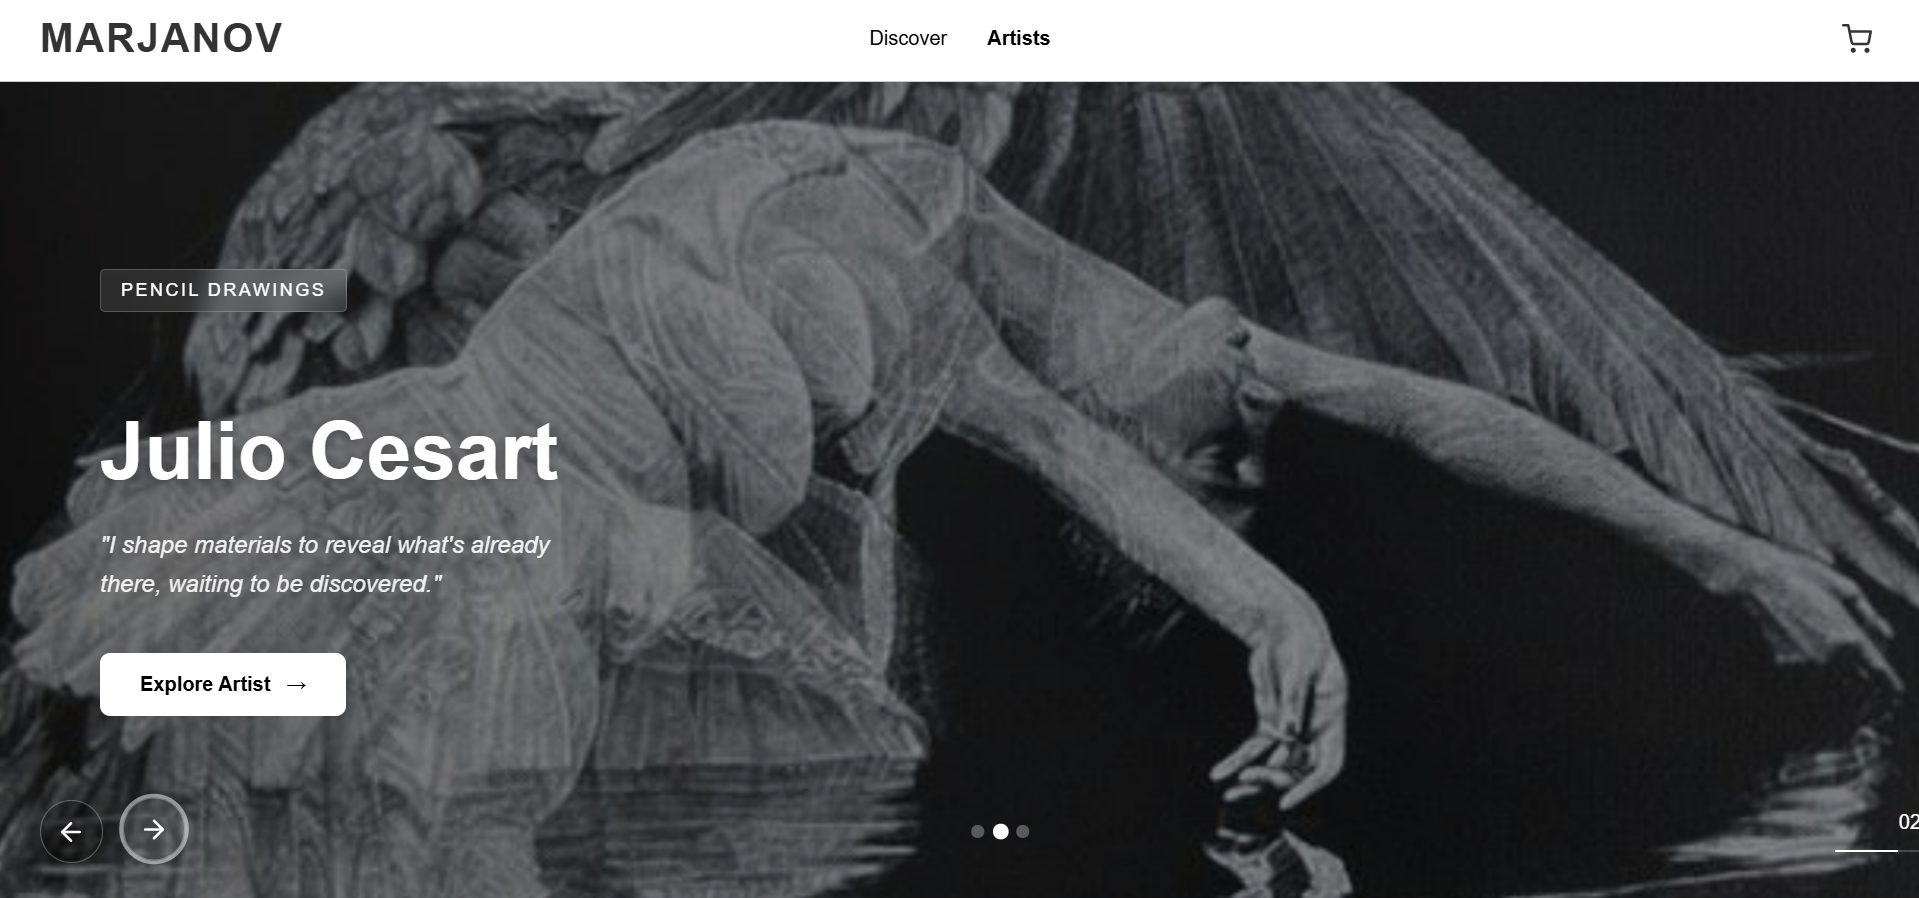 MARJANOV
Discover
Artists
PENCIL DRAWINGS
Julio Cesart
"I shape materials to reveal what's already
there, waiting to be discovered."
Explore Artist →
02